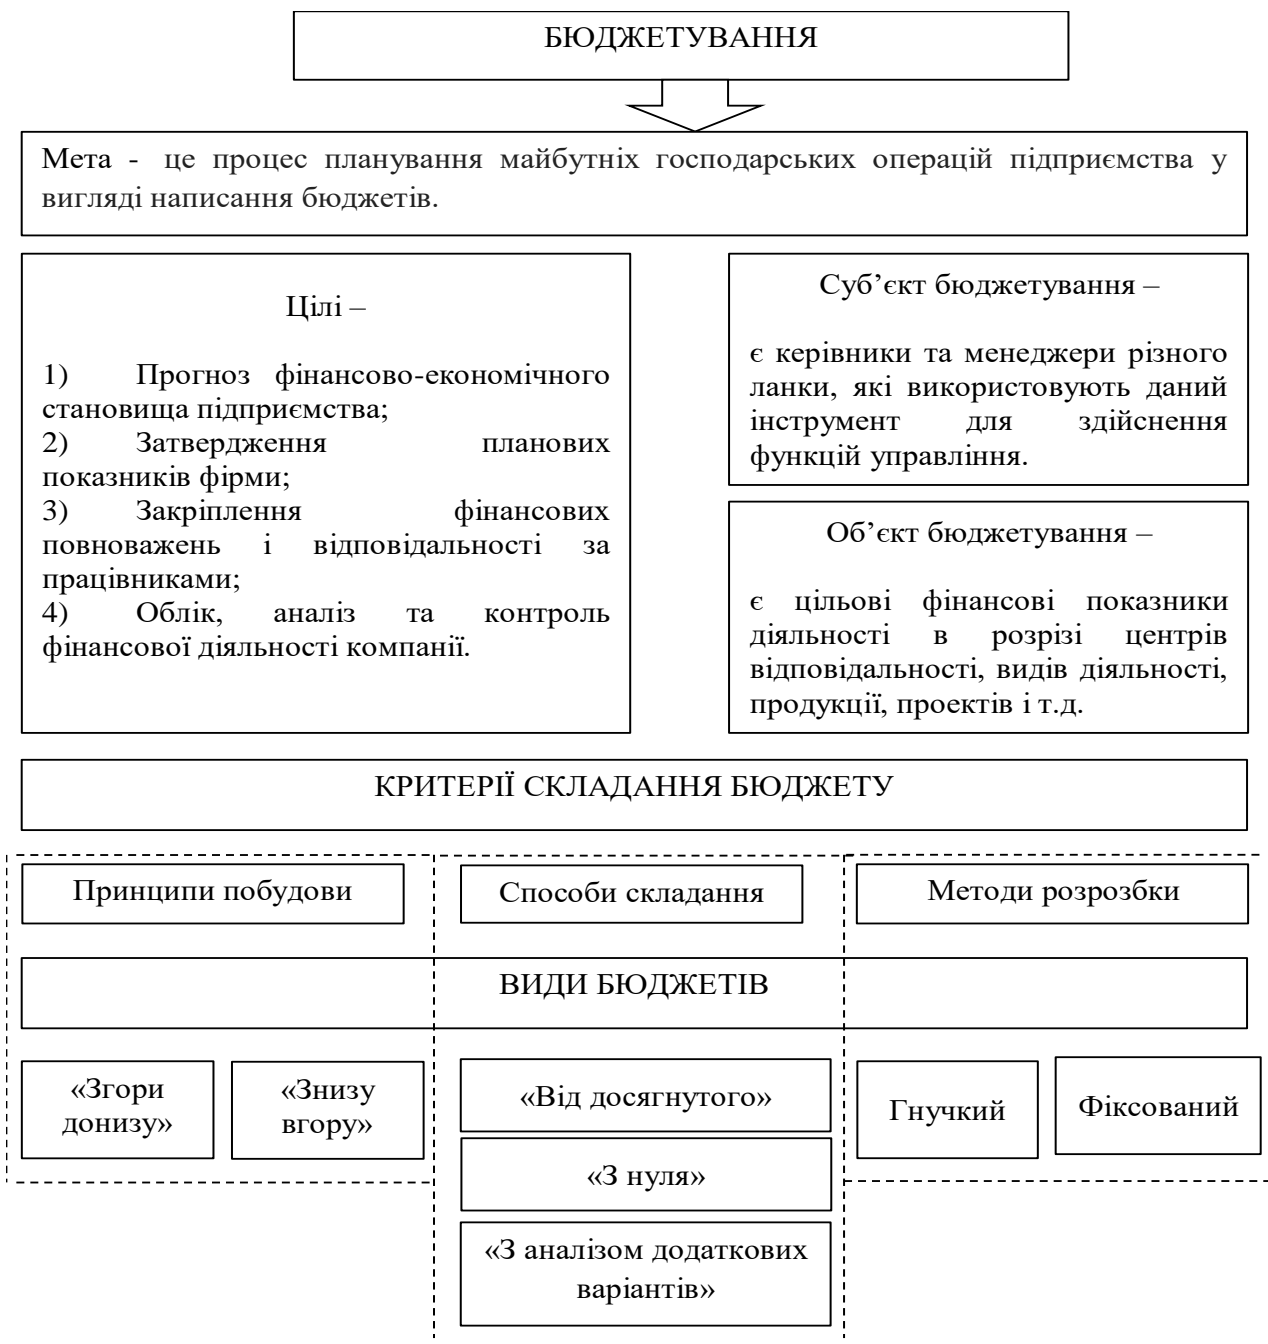 БЮДЖЕТУВАННЯ
Мета - це процес планування майбутніх господарських операцій підприємства у
вигляді написання бюджетів.
Цілі –
1) Прогноз фінансово-економічного
становища підприємства;
2) Затвердження планових
показників фірми;
3) Закріплення фінансових
повноважень і відповідальності за
працівниками;
4) Облік, аналіз та контроль
фінансової діяльності компанії.
Суб’єкт бюджетування –
є керівники та менеджери різного
ланки, які використовують даний
інструмент для здійснення
функцій управління.
Об’єкт бюджетування –
є цільові фінансові показники
діяльності в розрізі центрів
відповідальності, видів діяльності,
продукції, проектів і т.д.
КРИТЕРІЇ СКЛАДАННЯ БЮДЖЕТУ
Принципи побудови
Способи складання
Методи розрозбки
ВИДИ БЮДЖЕТІВ
«Згори
донизу»
«Знизу
вгору»
«Від досягнутого»
«З нуля»
«З аналізом додаткових
варіантів»
Гнучкий
Фіксований